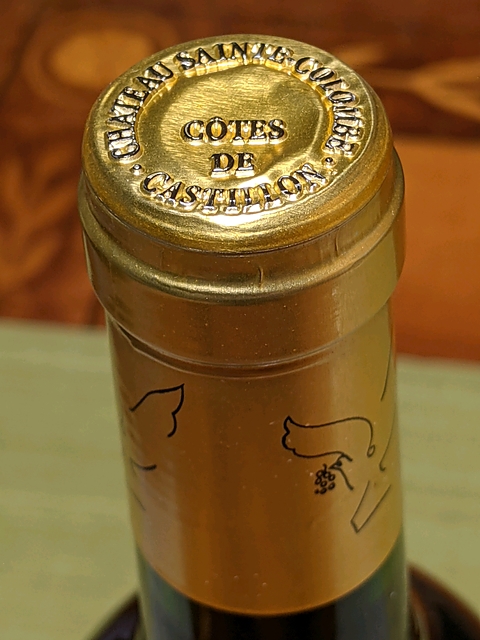 CHATEAU SAINTE-COLOMBE
CÔTES
DE
CASTILLON